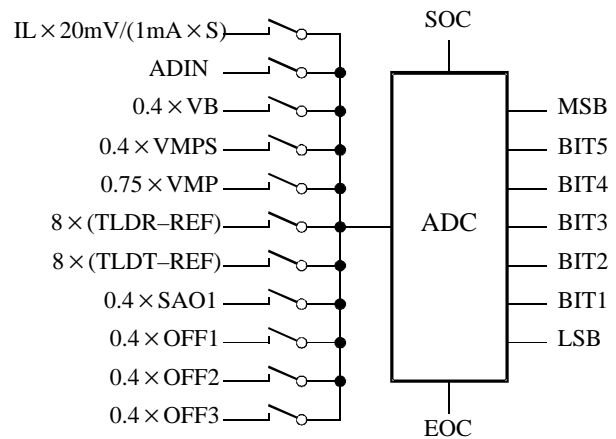 IL × 20mV/(1mA × S)
ADIN
0.4 × VB
0.4 × VMPS
0.75 × VMP
8 × (TLDR–REF)
8 × (TLDT–REF)
0.4 × SAO1
0.4 × OFF1
0.4 × OFF2
0.4 × OFF3
SOC
ADC
EOC
MSB
BIT5
BIT4
BIT3
BIT2
BIT1
LSB